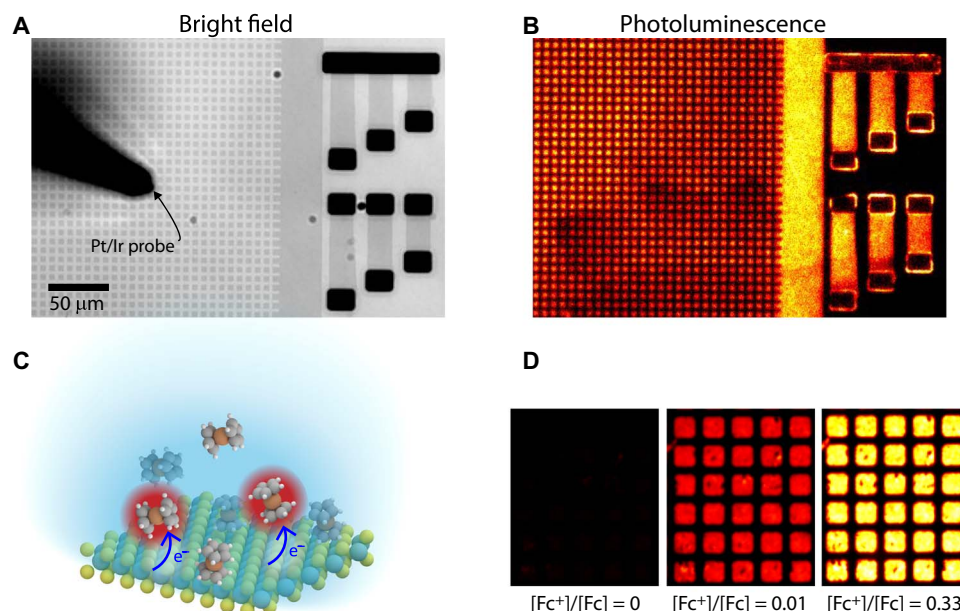 A
Bright field
B
Photoluminescence
Pt/Ir probe
50 μm
C
D
e⁻
e⁻
[Fc⁺]/[Fc] = 0
[Fc⁺]/[Fc] = 0.01
[Fc⁺]/[Fc] = 0.33